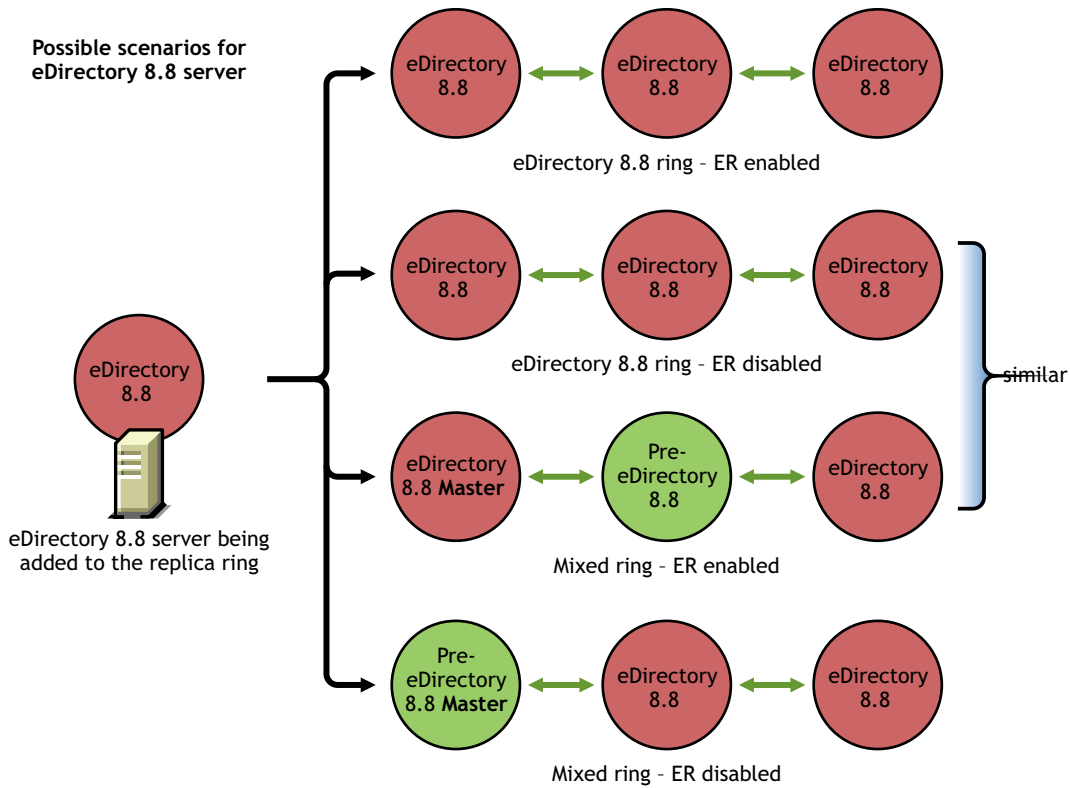 Possible scenarios for
eDirectory 8.8 server
eDirectory
8.8
eDirectory
8.8
eDirectory
8.8
eDirectory 8.8 ring – ER enabled
eDirectory
8.8
eDirectory
8.8
eDirectory
8.8
eDirectory 8.8 ring – ER disabled
similar
eDirectory
8.8
eDirectory 8.8 server being
added to the replica ring
eDirectory
8.8 Master
Pre-
eDirectory
8.8
eDirectory
8.8
Mixed ring – ER enabled
Pre-
eDirectory
8.8 Master
eDirectory
8.8
eDirectory
8.8
Mixed ring – ER disabled